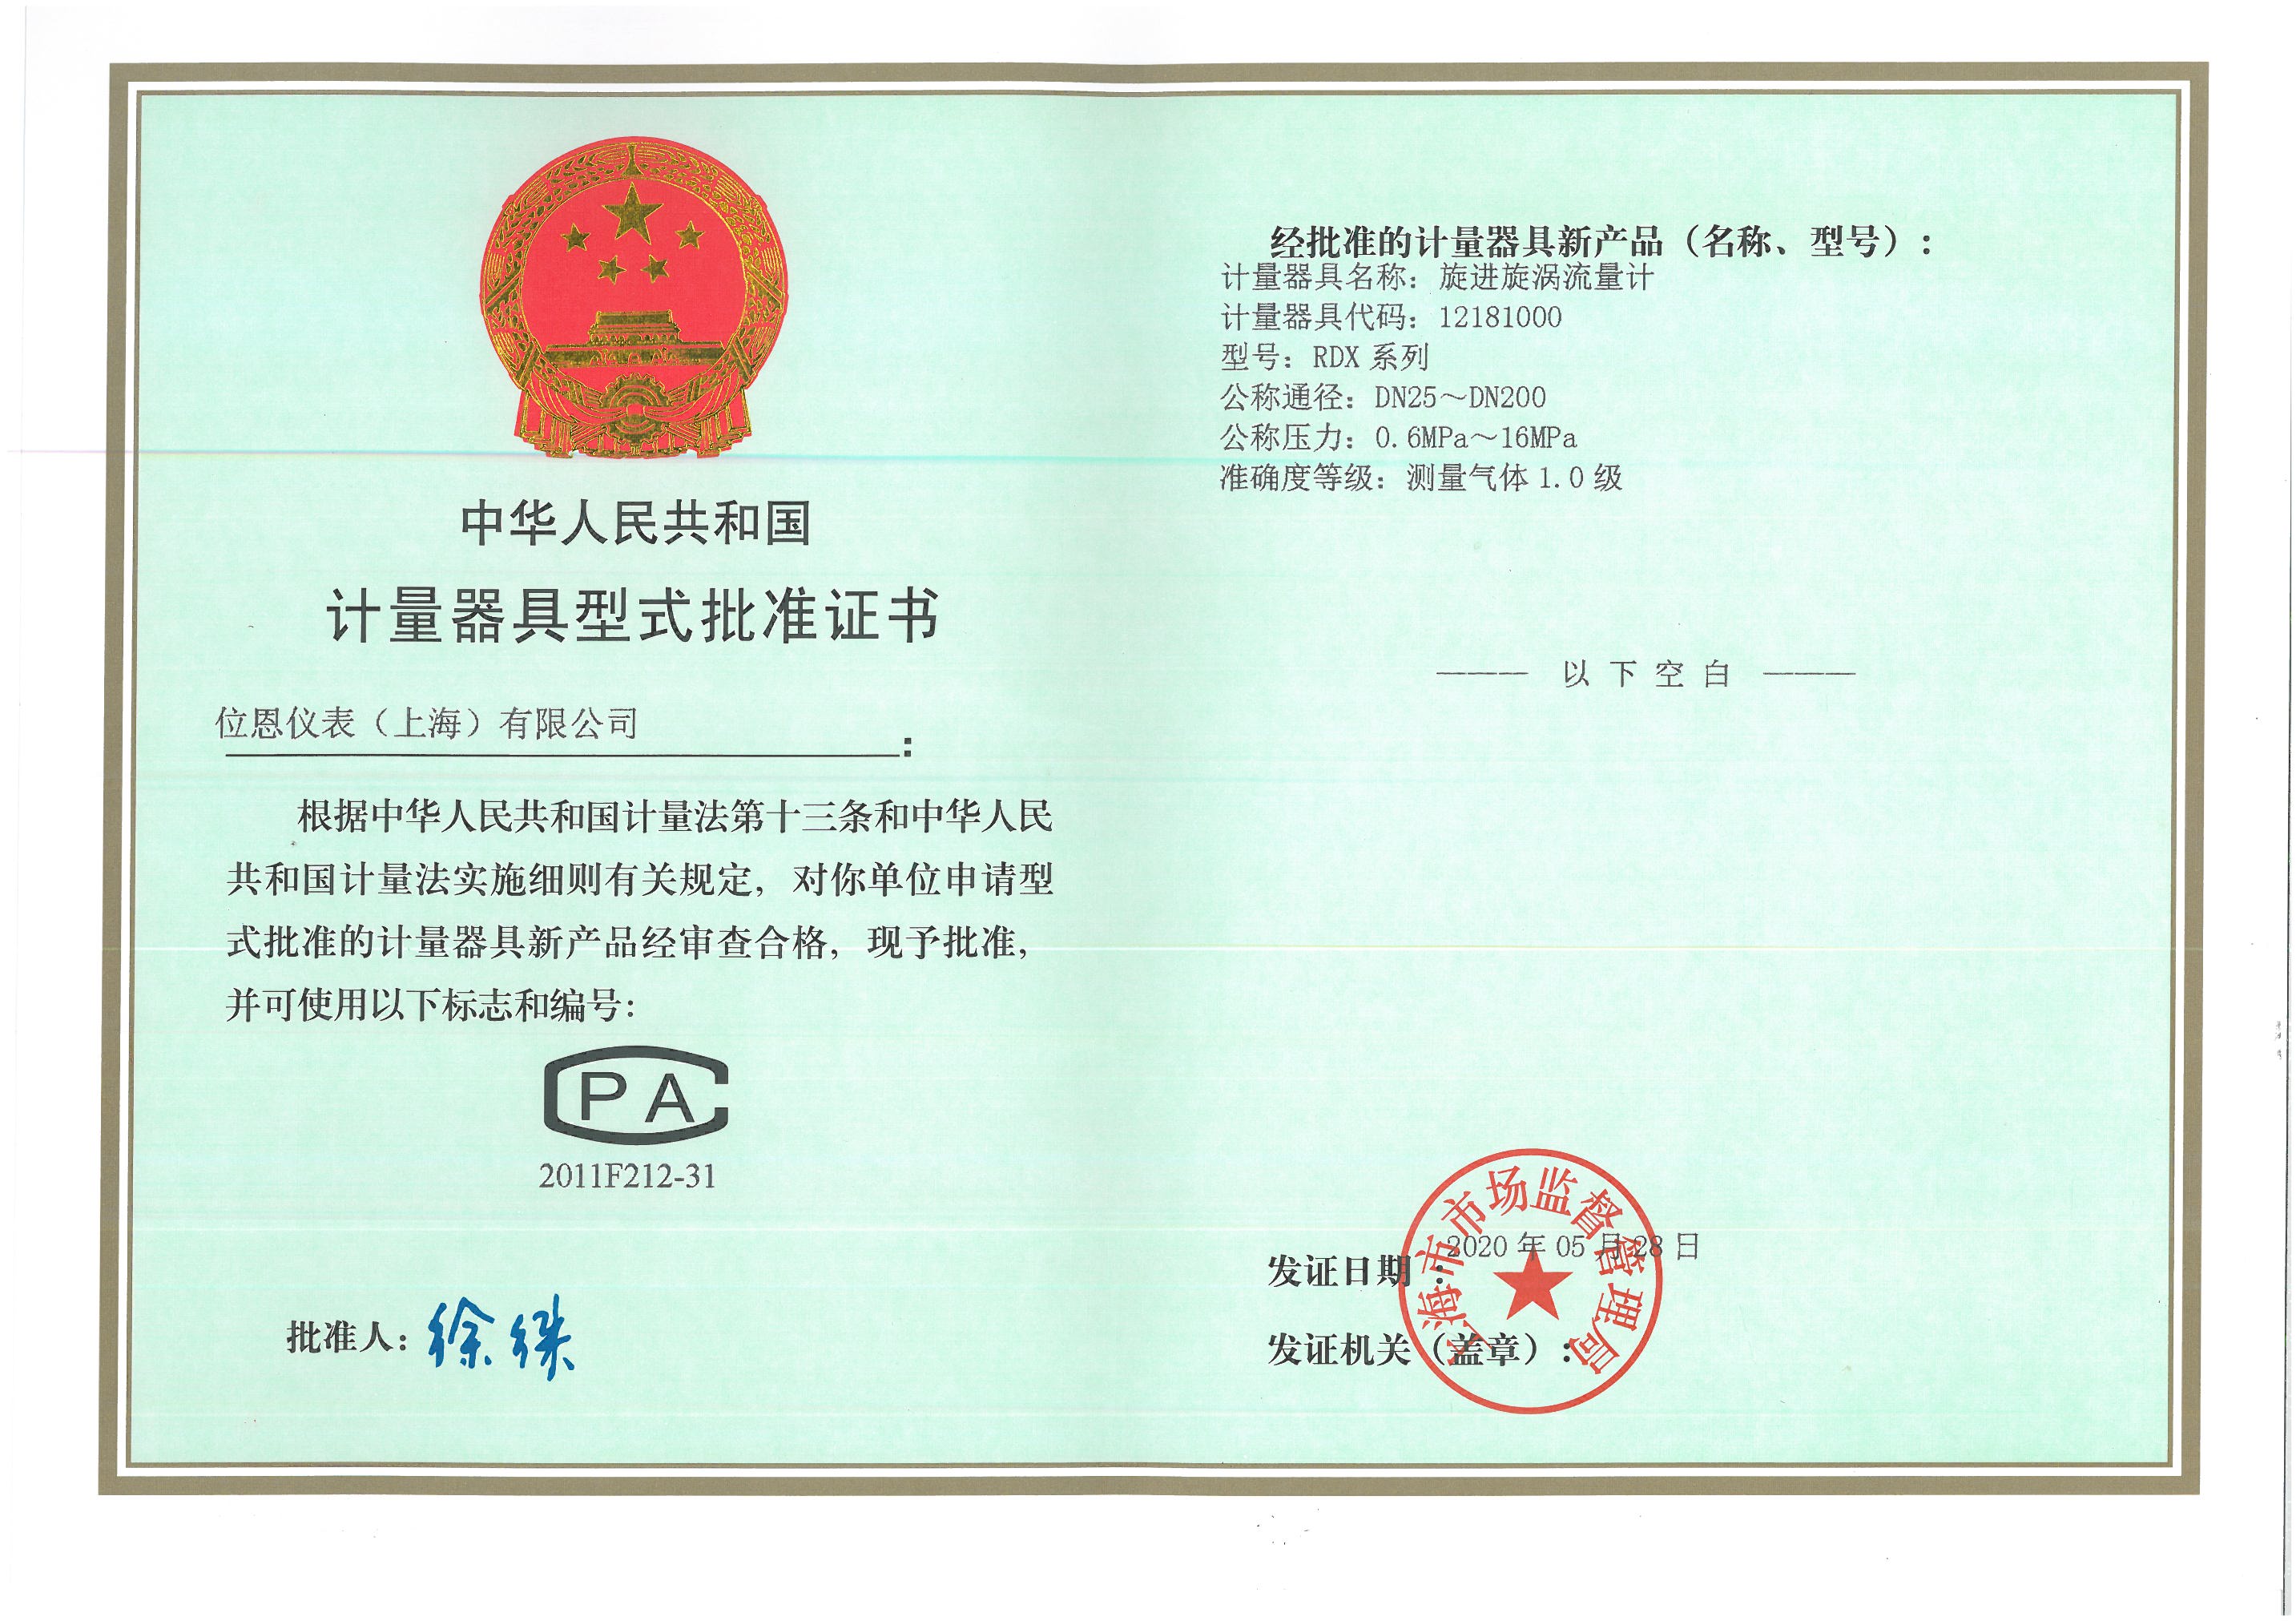 中华人民共和国
计量器具型式批准证书
位恩仪表（上海）有限公司：
根据中华人民共和国计量法第十三条和中华人民
共和国计量法实施细则有关规定，对你单位申请型
式批准的计量器具新产品经审查合格，现予批准，
并可使用以下标志和编号：
CPA
2011F212-31
批准人：徐
经批准的计量器具新产品（名称、型号）：
计量器具名称：旋进旋涡流量计
计量器具代码：12181000
型号：RDX 系列
公称通径：DN25～DN200
公称压力：0.6MPa～16MPa
准确度等级：测量气体 1.0 级
——— 以 下 空 白 ———
发证日期：2020 年 05 月 28 日
发证机关（盖章）：
上海市市场监督管理局